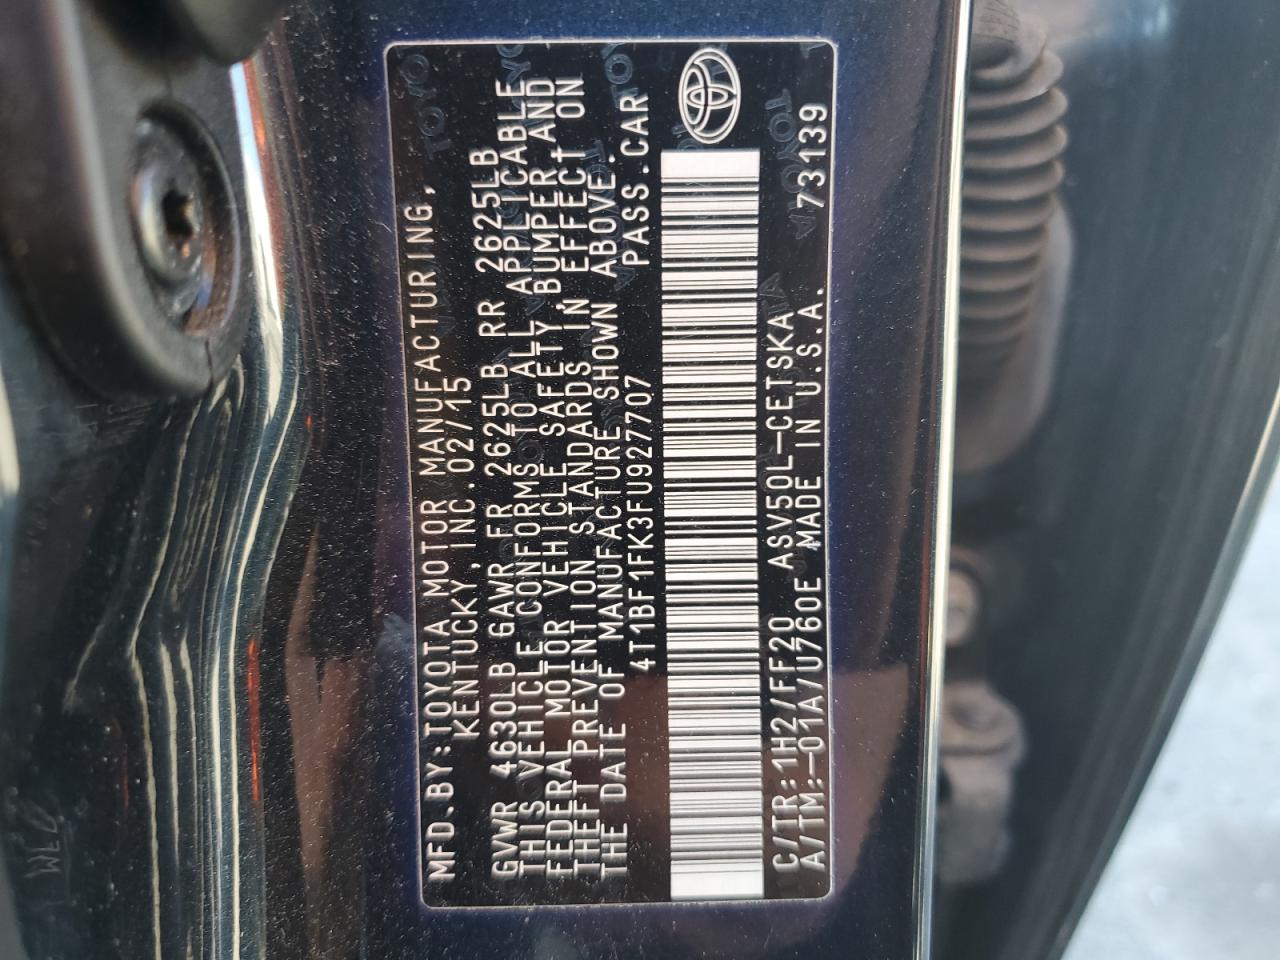 MFD.BY:TOYOTA MOTOR MANUFACTURING,
KENTUCKY,INC.02/15
GVWR 4630LB GAWR FR 2625LB RR 2625LB
THIS VEHICLE CONFORMS TO ALL APPLICABLE
FEDERAL MOTOR VEHICLE SAFETY,BUMPER AND
THEFT PREVENTION STANDARDS IN EFFECT ON
THE DATE OF MANUFACTURE SHOWN ABOVE.
4T1BF1FK3FU927707 PASS.CAR
C/TR:1H2/FF20 ASV50L-CETSKA 73139
A/TM:-01A/U760E MADE IN U.S.A.